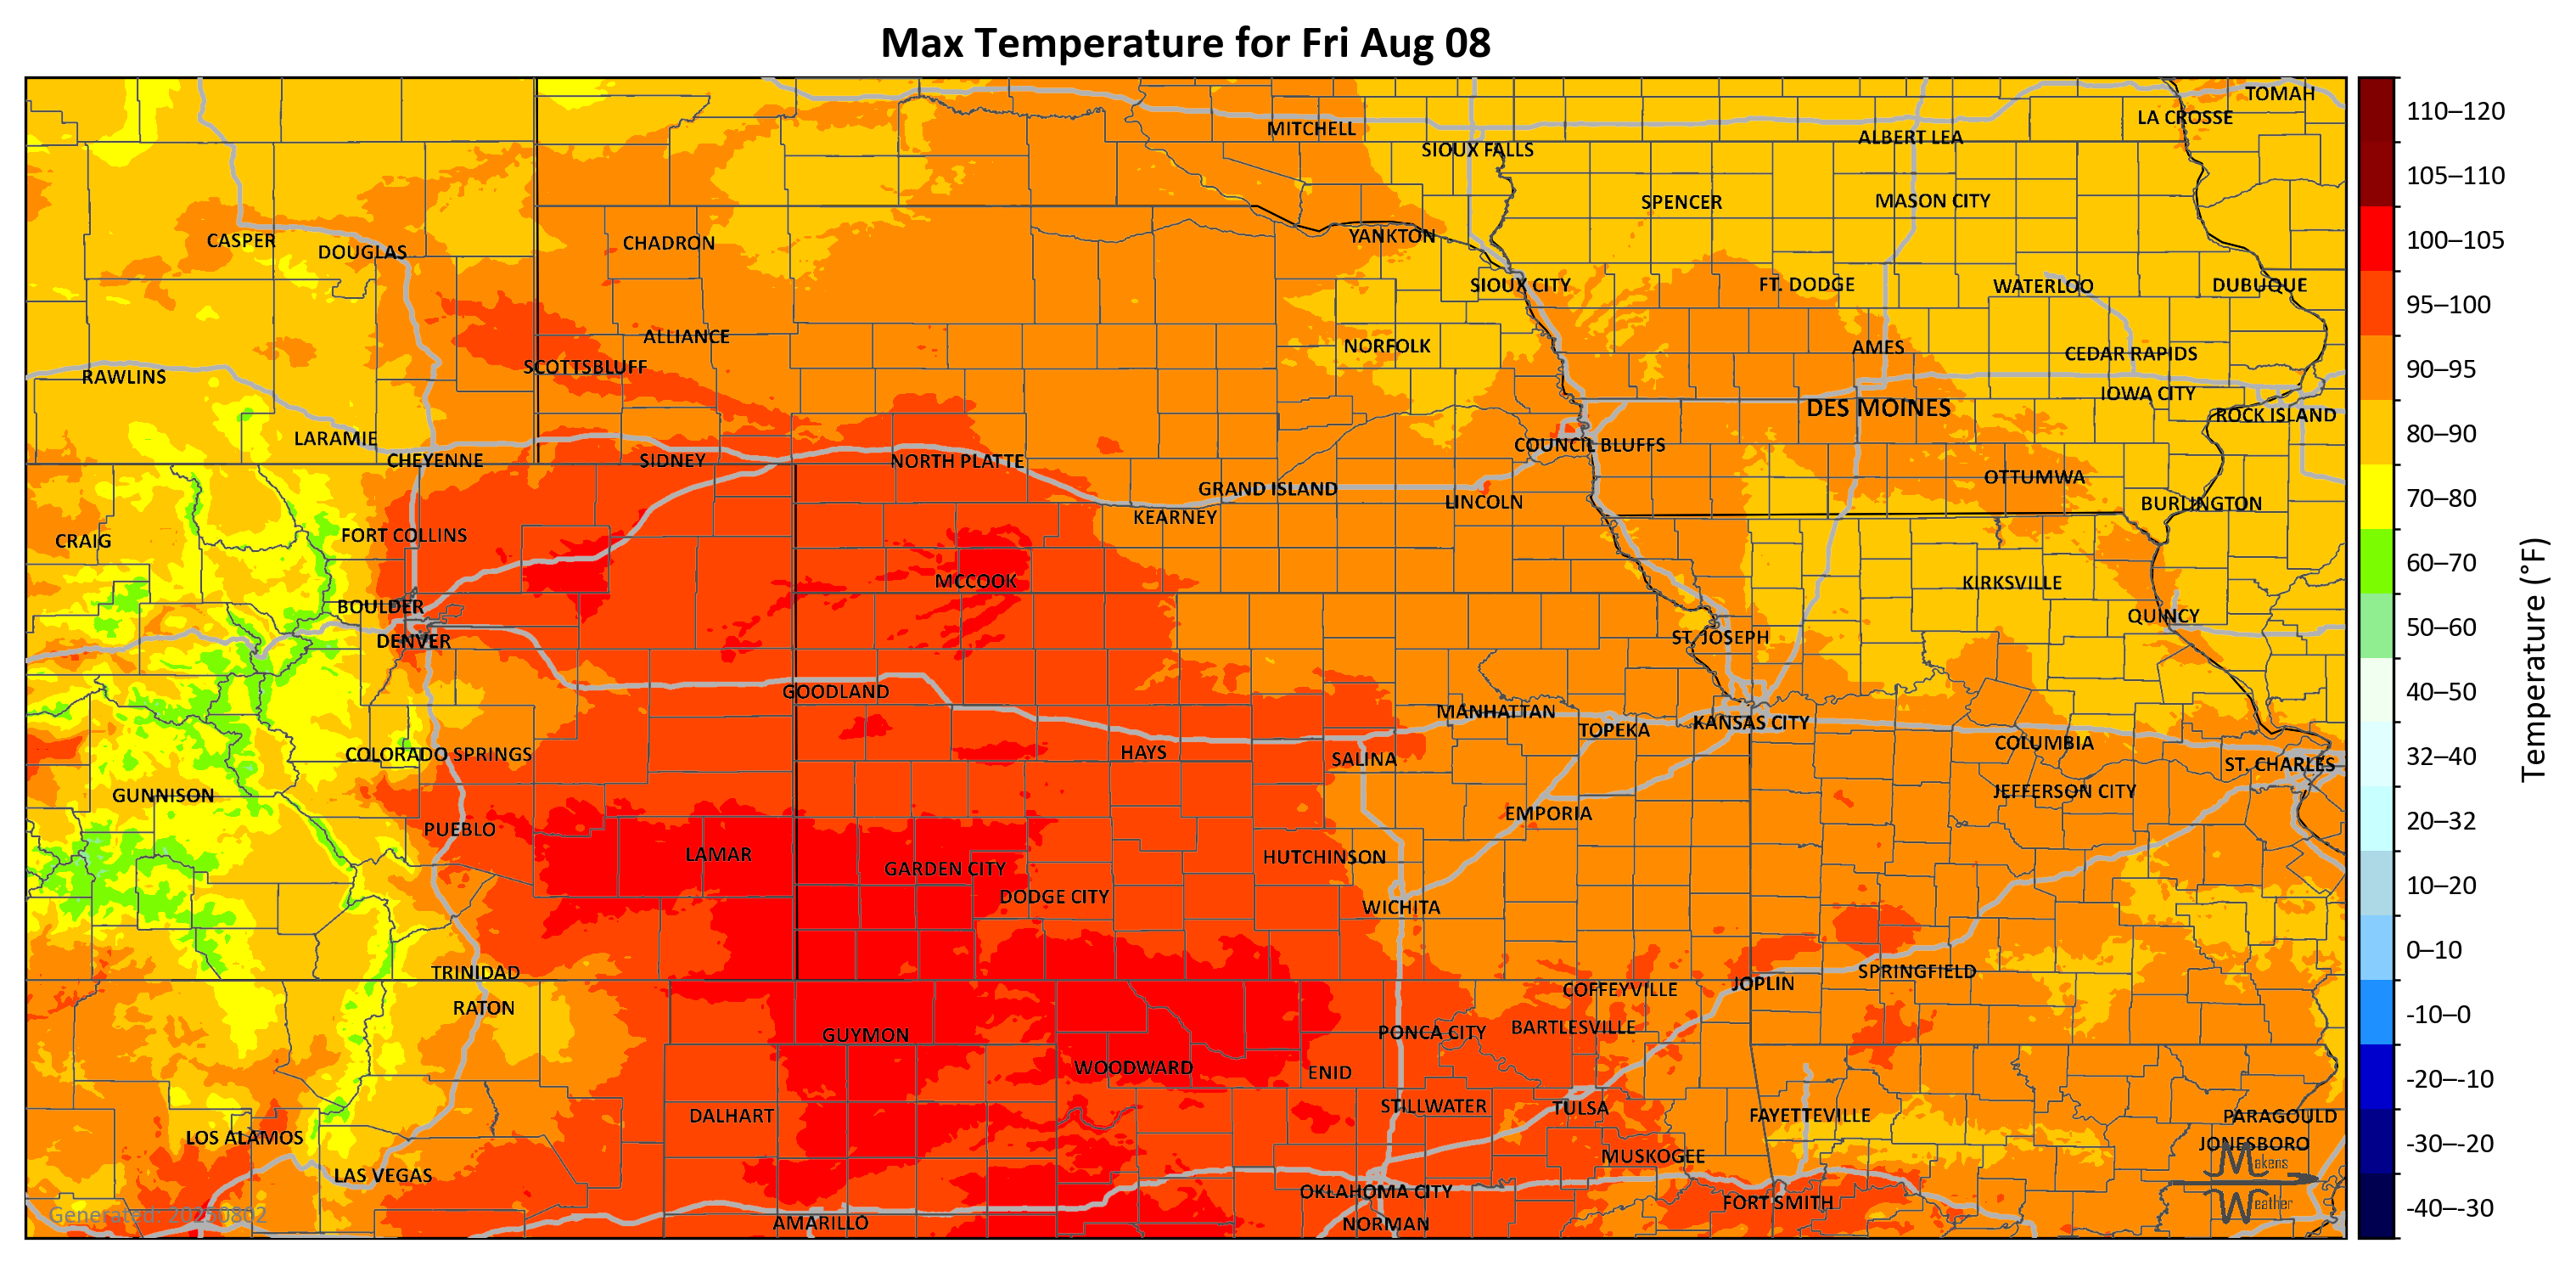 Max Temperature for Fri Aug 08
TOMAH
LA CROSSE
MITCHELL
ALBERT LEA
SIOUX FALLS
SPENCER
MASON CITY
CASPER
DOUGLAS
CHADRON
YANKTON
SIOUX CITY
FT. DODGE
WATERLOO
DUBUQUE
ALLIANCE
NORFOLK
AMES
CEDAR RAPIDS
RAWLINS
SCOTTSBLUFF
IOWA CITY
DES MOINES
ROCK ISLAND
LARAMIE
CHEYENNE
SIDNEY
NORTH PLATTE
COUNCIL BLUFFS
OTTUMWA
GRAND ISLAND
LINCOLN
BURLINGTON
KEARNEY
CRAIG
FORT COLLINS
MCCOOK
KIRKSVILLE
BOULDER
QUINCY
DENVER
ST. JOSEPH
GOODLAND
MANHATTAN
TOPEKA
KANSAS CITY
COLUMBIA
COLORADO SPRINGS
HAYS
SALINA
ST. CHARLES
GUNNISON
JEFFERSON CITY
PUEBLO
EMPORIA
LAMAR
GARDEN CITY
HUTCHINSON
DODGE CITY
WICHITA
TRINIDAD
SPRINGFIELD
JOPLIN
COFFEYVILLE
RATON
GUYMON
PONCA CITY
BARTLESVILLE
WOODWARD
ENID
DALHART
STILLWATER
TULSA
FAYETTEVILLE
PARAGOULD
LOS ALAMOS
JONESBORO
MUSKOGEE
LAS VEGAS
OKLAHOMA CITY
FORT SMITH
AMARILLO
NORMAN
Generated: 20250802
Makens
Weather
110–120
105–110
100–105
95–100
90–95
80–90
70–80
60–70
50–60
40–50
32–40
20–32
10–20
0–10
-10–0
-20–-10
-30–-20
-40–-30
Temperature (°F)